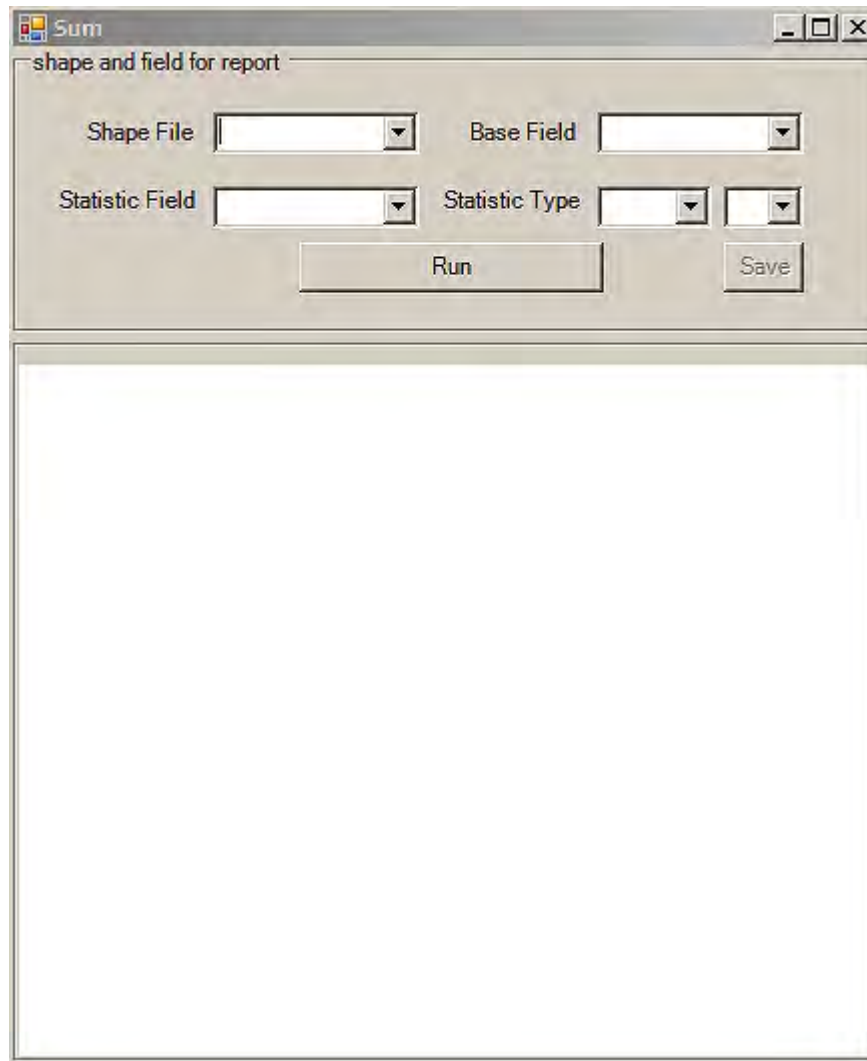 Sum
shape and field for report
Shape File Base Field
Statistic Field Statistic Type
Run Save